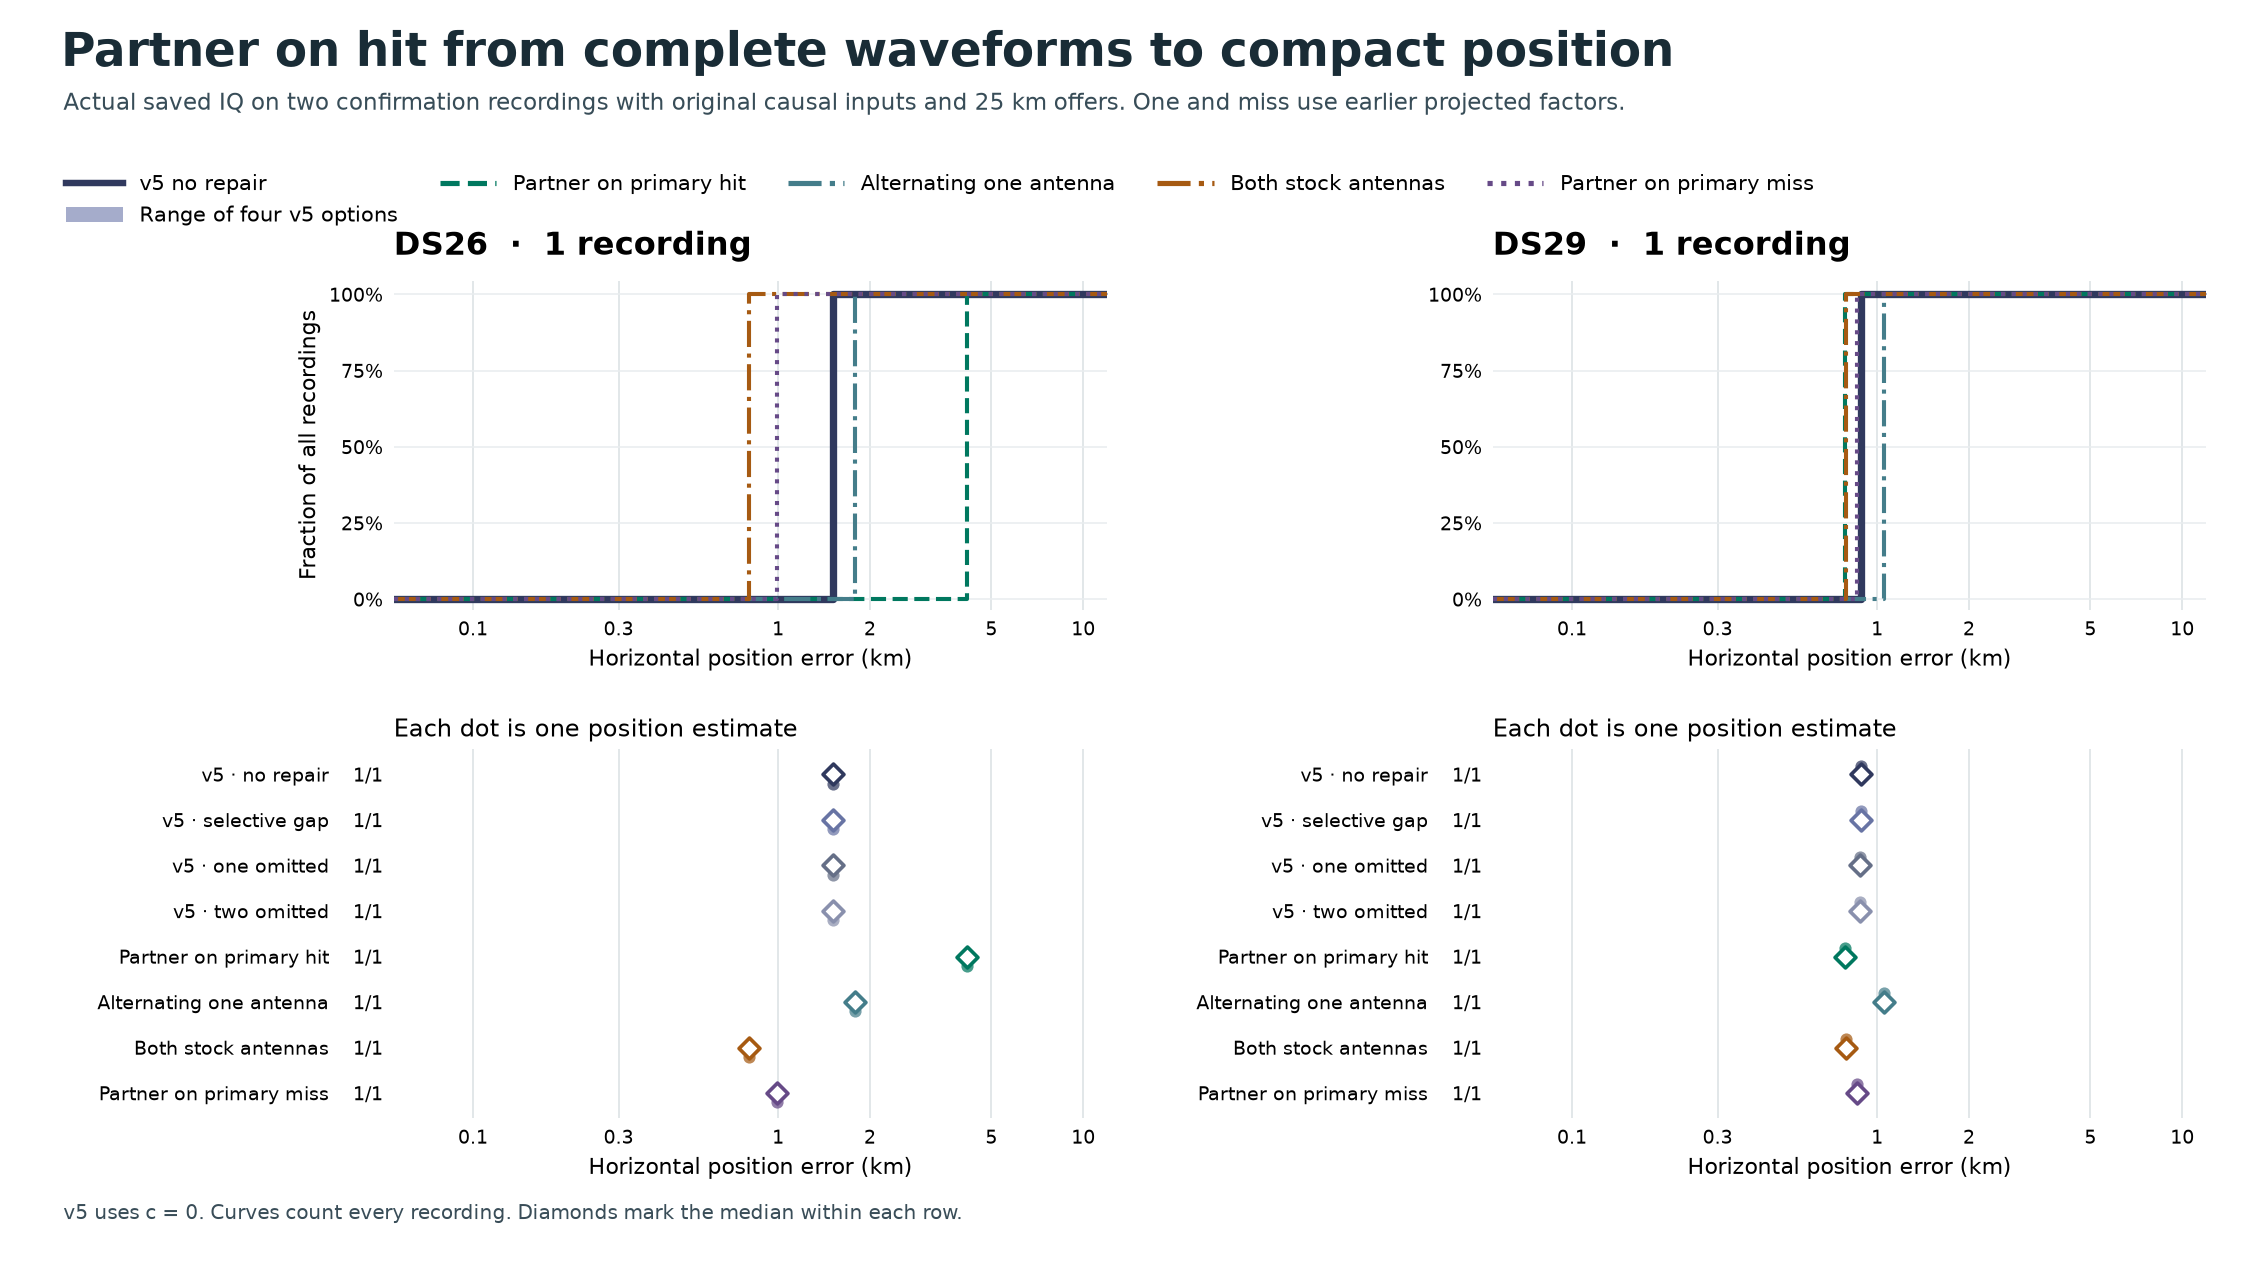 Partner on hit from complete waveforms to compact position
Actual saved IQ on two confirmation recordings with original causal inputs and 25 km offers. One and miss use earlier projected factors.
v5 no repair
Partner on primary hit
Alternating one antenna
Both stock antennas
Partner on primary miss
Range of four v5 options
DS26 · 1 recording
Fraction of all recordings
100%
75%
50%
25%
0%
0.1 0.3 1 2 5 10
Horizontal position error (km)
DS29 · 1 recording
100%
75%
50%
25%
0%
0.1 0.3 1 2 5 10
Horizontal position error (km)
Each dot is one position estimate
v5 · no repair 1/1
v5 · selective gap 1/1
v5 · one omitted 1/1
v5 · two omitted 1/1
Partner on primary hit 1/1
Alternating one antenna 1/1
Both stock antennas 1/1
Partner on primary miss 1/1
0.1 0.3 1 2 5 10
Horizontal position error (km)
Each dot is one position estimate
v5 · no repair 1/1
v5 · selective gap 1/1
v5 · one omitted 1/1
v5 · two omitted 1/1
Partner on primary hit 1/1
Alternating one antenna 1/1
Both stock antennas 1/1
Partner on primary miss 1/1
0.1 0.3 1 2 5 10
Horizontal position error (km)
v5 uses c = 0. Curves count every recording. Diamonds mark the median within each row.